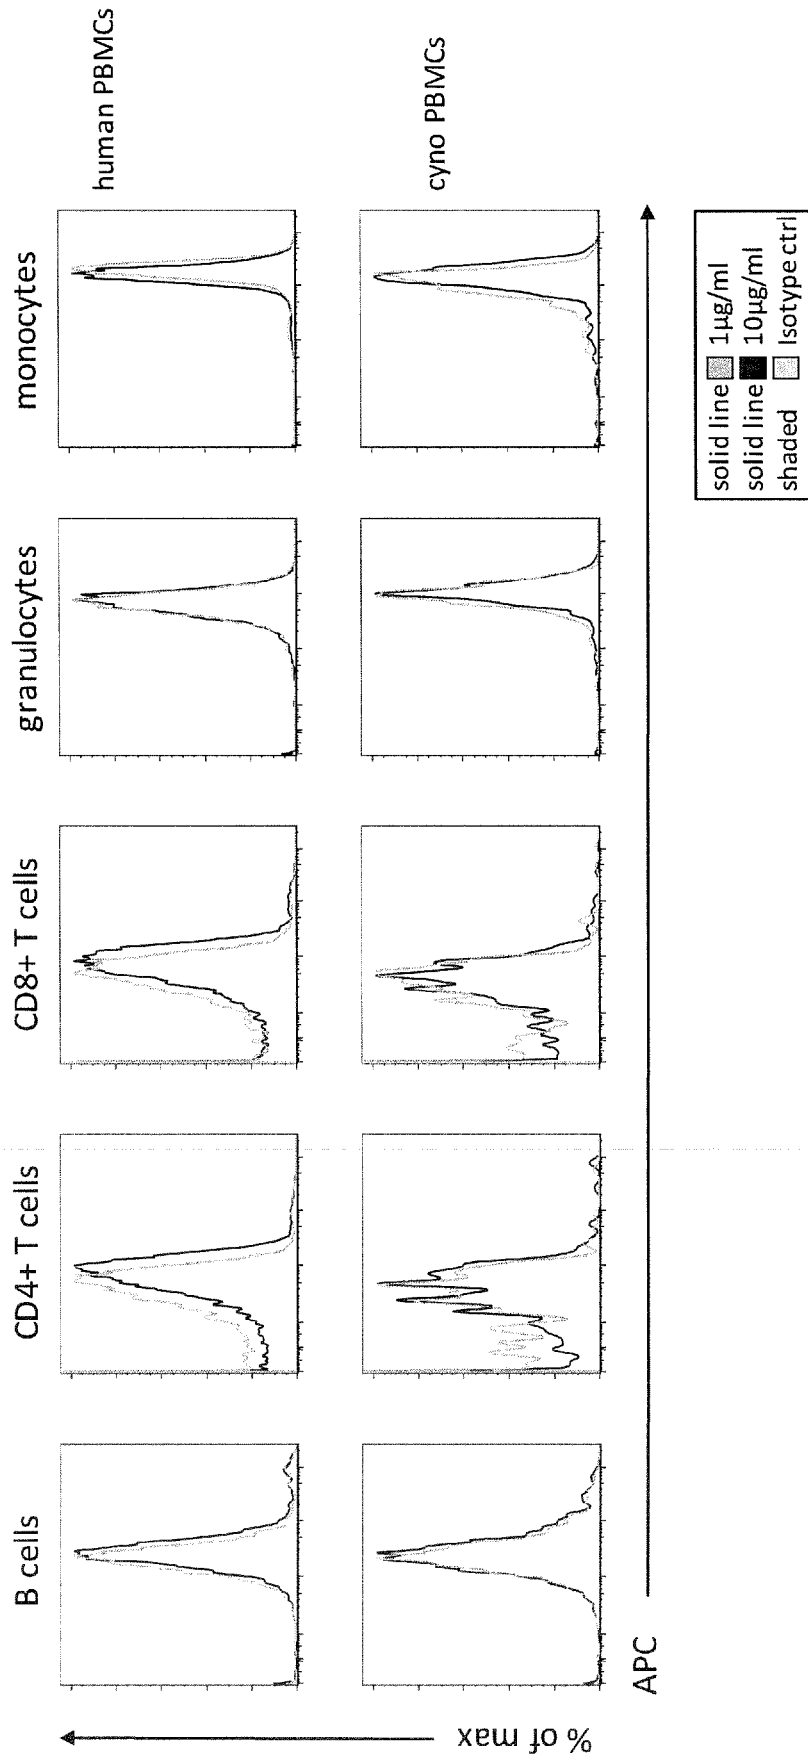 B cells
CD4+ T cells
CD8+ T cells
granulocytes
monocytes
human PBMCs
cyno PBMCs
% of max
APC
solid line 1µg/ml
solid line 10µg/ml
shaded Isotype ctrl